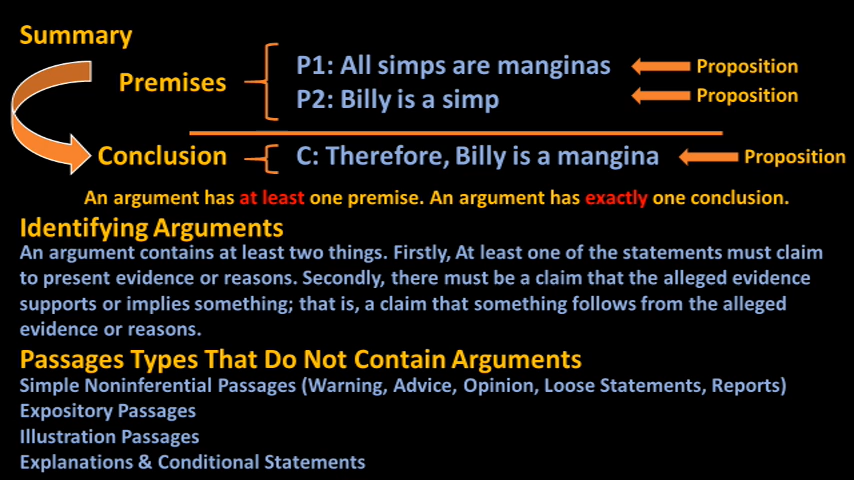 Summary
Premises
P1: All simps are manginas
Proposition
P2: Billy is a simp
Proposition
Conclusion
C: Therefore, Billy is a mangina
Proposition
An argument has at least one premise. An argument has exactly one conclusion.
Identifying Arguments
An argument contains at least two things. Firstly, At least one of the statements must claim
to present evidence or reasons. Secondly, there must be a claim that the alleged evidence
supports or implies something; that is, a claim that something follows from the alleged
evidence or reasons.
Passages Types That Do Not Contain Arguments
Simple Noninferential Passages (Warning, Advice, Opinion, Loose Statements, Reports)
Expository Passages
Illustration Passages
Explanations & Conditional Statements